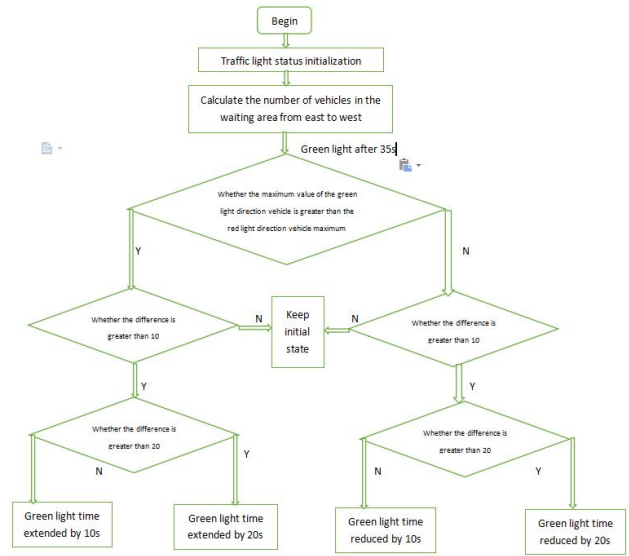 Begin
Traffic light status initialization
Calculate the number of vehicles in the
waiting area from east to west
Green light after 35s
Whether the maximum value of the green
light direction vehicle is greater than the
red light direction vehicle maximum
Y
N
Whether the difference is
greater than 10
N
Keep
initial
state
N
Whether the difference is
greater than 10
Y
Y
Whether the difference is
greater than 20
N
Y
Whether the difference is
greater than 20
N
Y
Green light time
extended by 10s
Green light time
extended by 20s
Green light time
reduced by 10s
Green light time
reduced by 20s